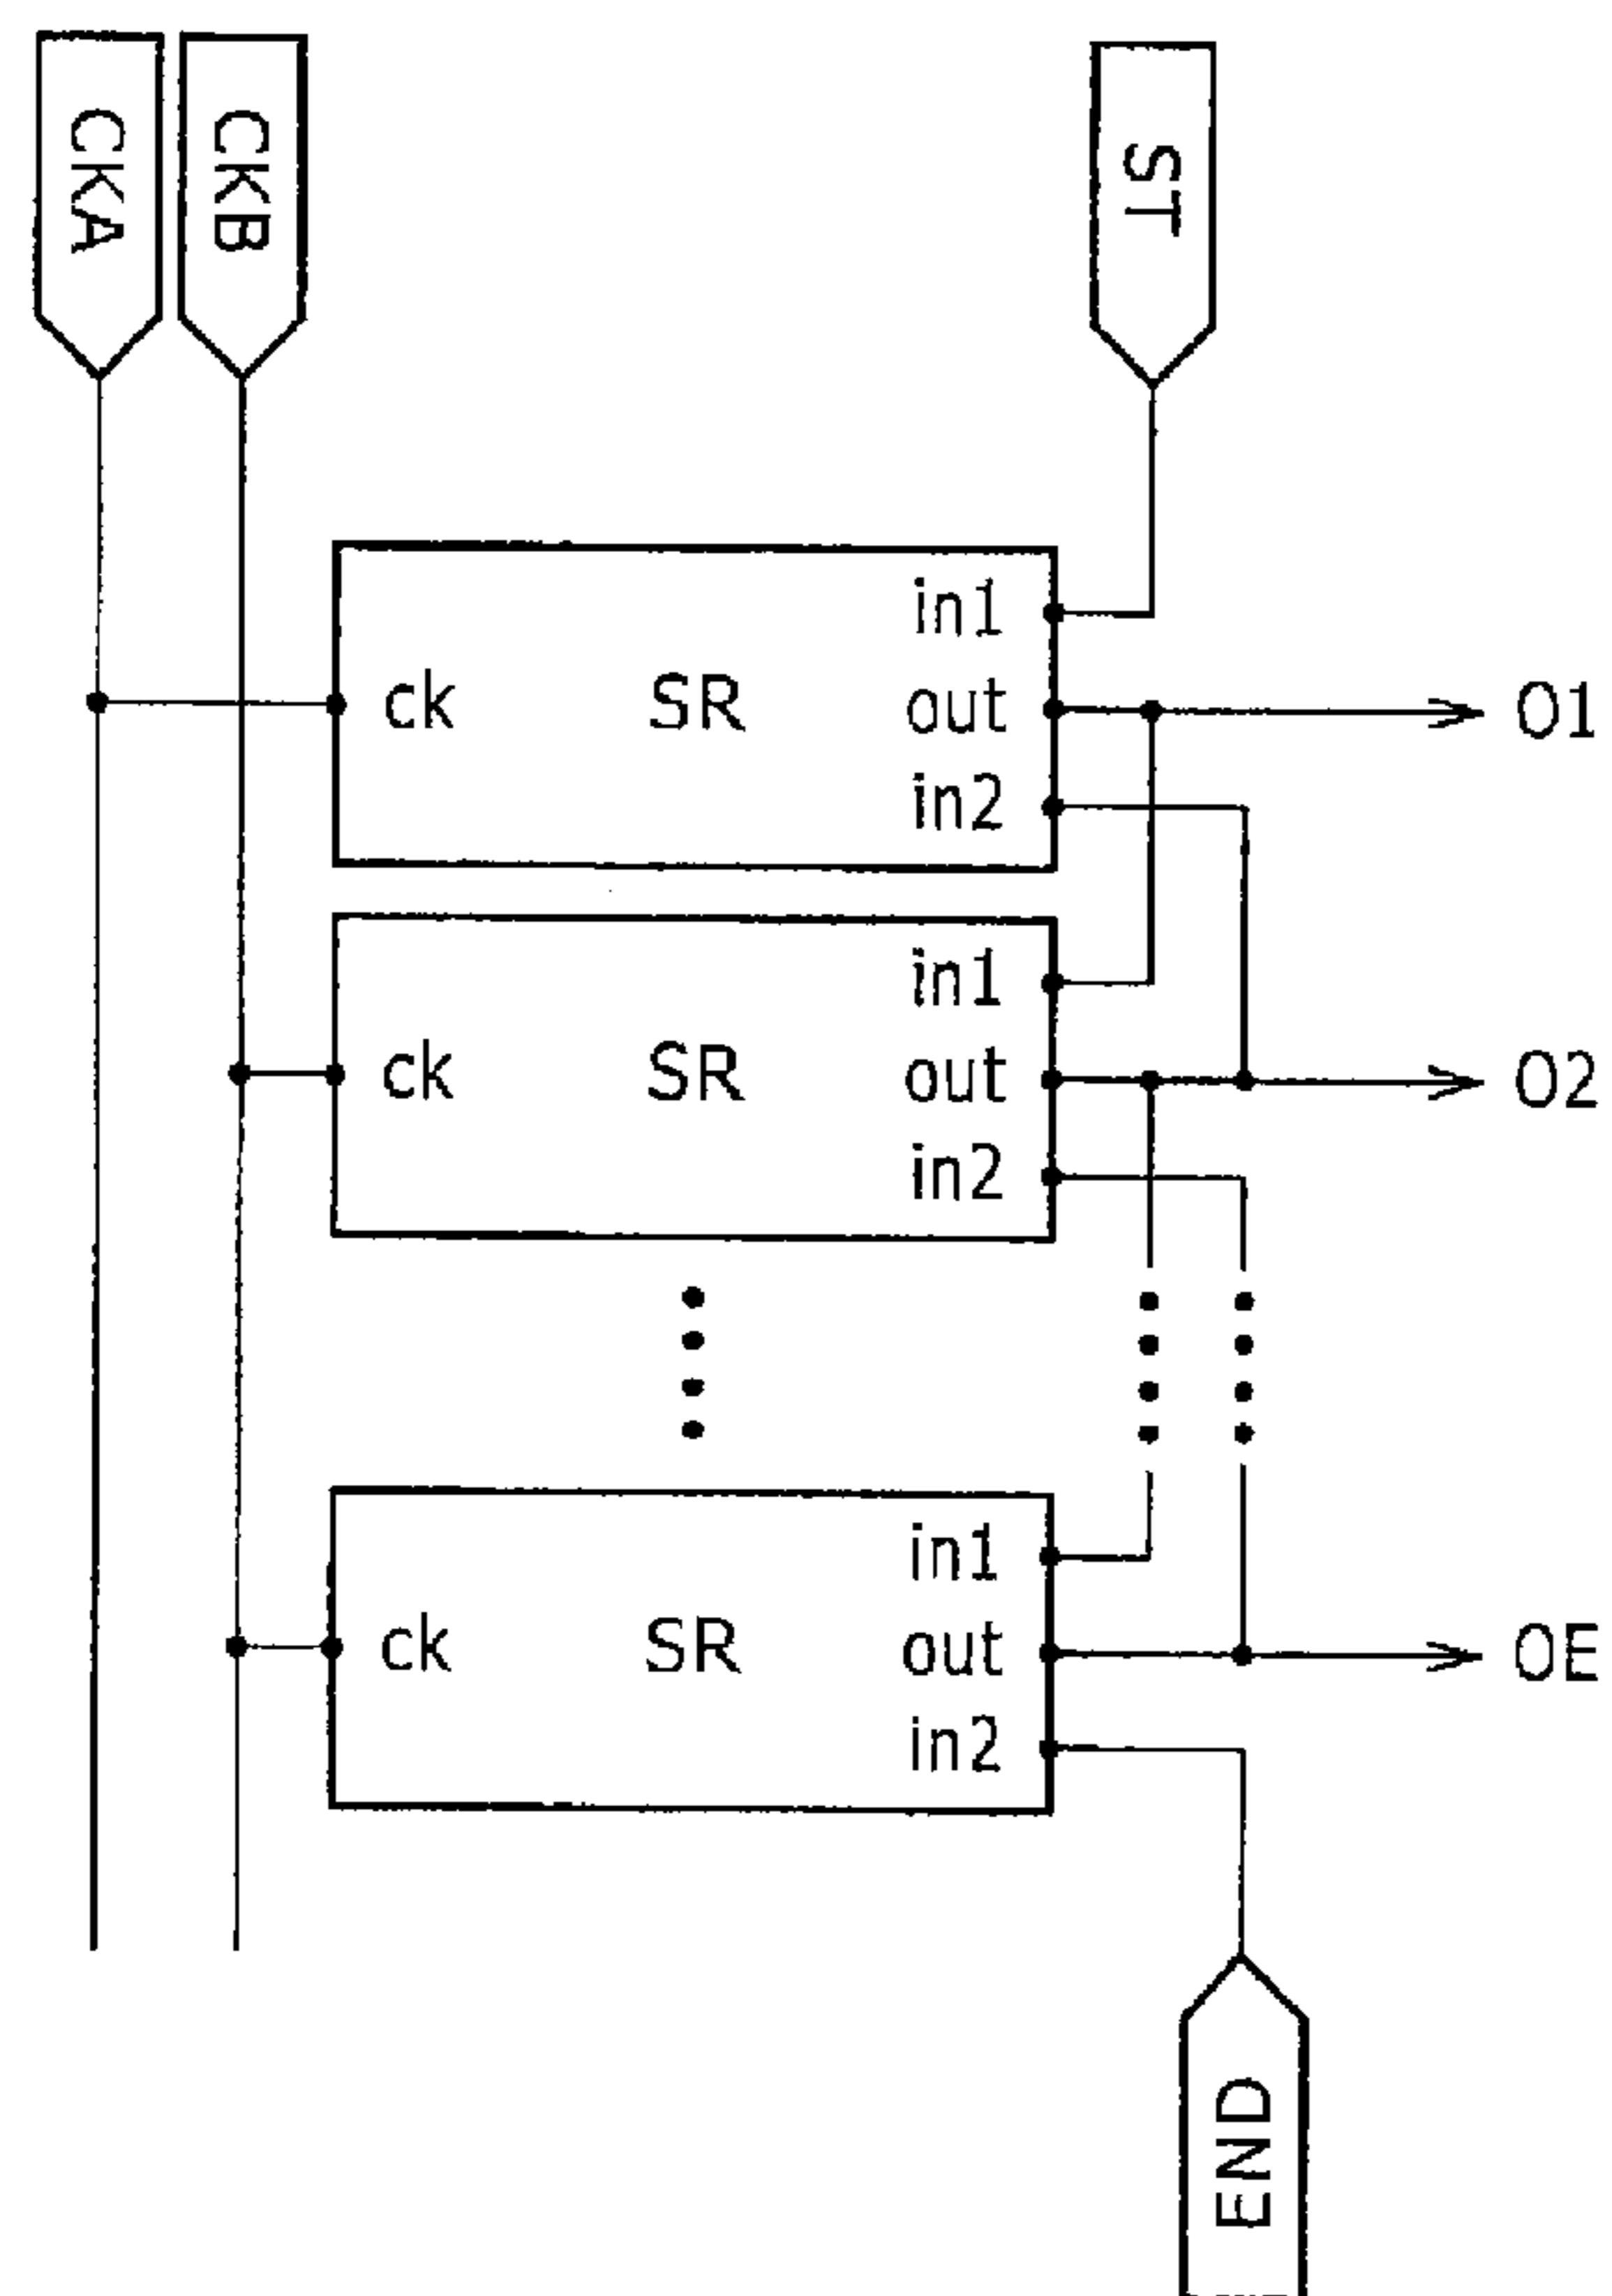 CKA
CKB
ST
in1
ck SR out O1
in2
in1
ck SR out O2
in2
in1
ck SR out OE
in2
END